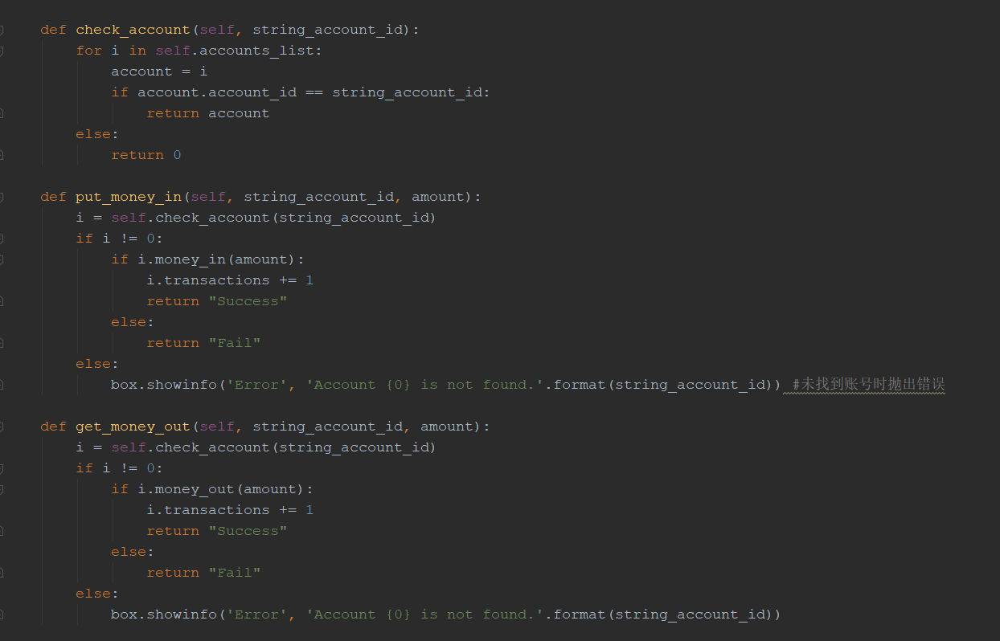 def check_account(self, string_account_id):
    for i in self.accounts_list:
        account = i
        if account.account_id == string_account_id:
            return account
    else:
        return 0
def put_money_in(self, string_account_id, amount):
    i = self.check_account(string_account_id)
    if i != 0:
        if i.money_in(amount):
            i.transactions += 1
            return "Success"
        else:
            return "Fail"
    else:
        box.showinfo('Error', 'Account {0} is not found.'.format(string_account_id)) #未找到账号时抛出错误
def get_money_out(self, string_account_id, amount):
    i = self.check_account(string_account_id)
    if i != 0:
        if i.money_out(amount):
            i.transactions += 1
            return "Success"
        else:
            return "Fail"
    else:
        box.showinfo('Error', 'Account {0} is not found.'.format(string_account_id))